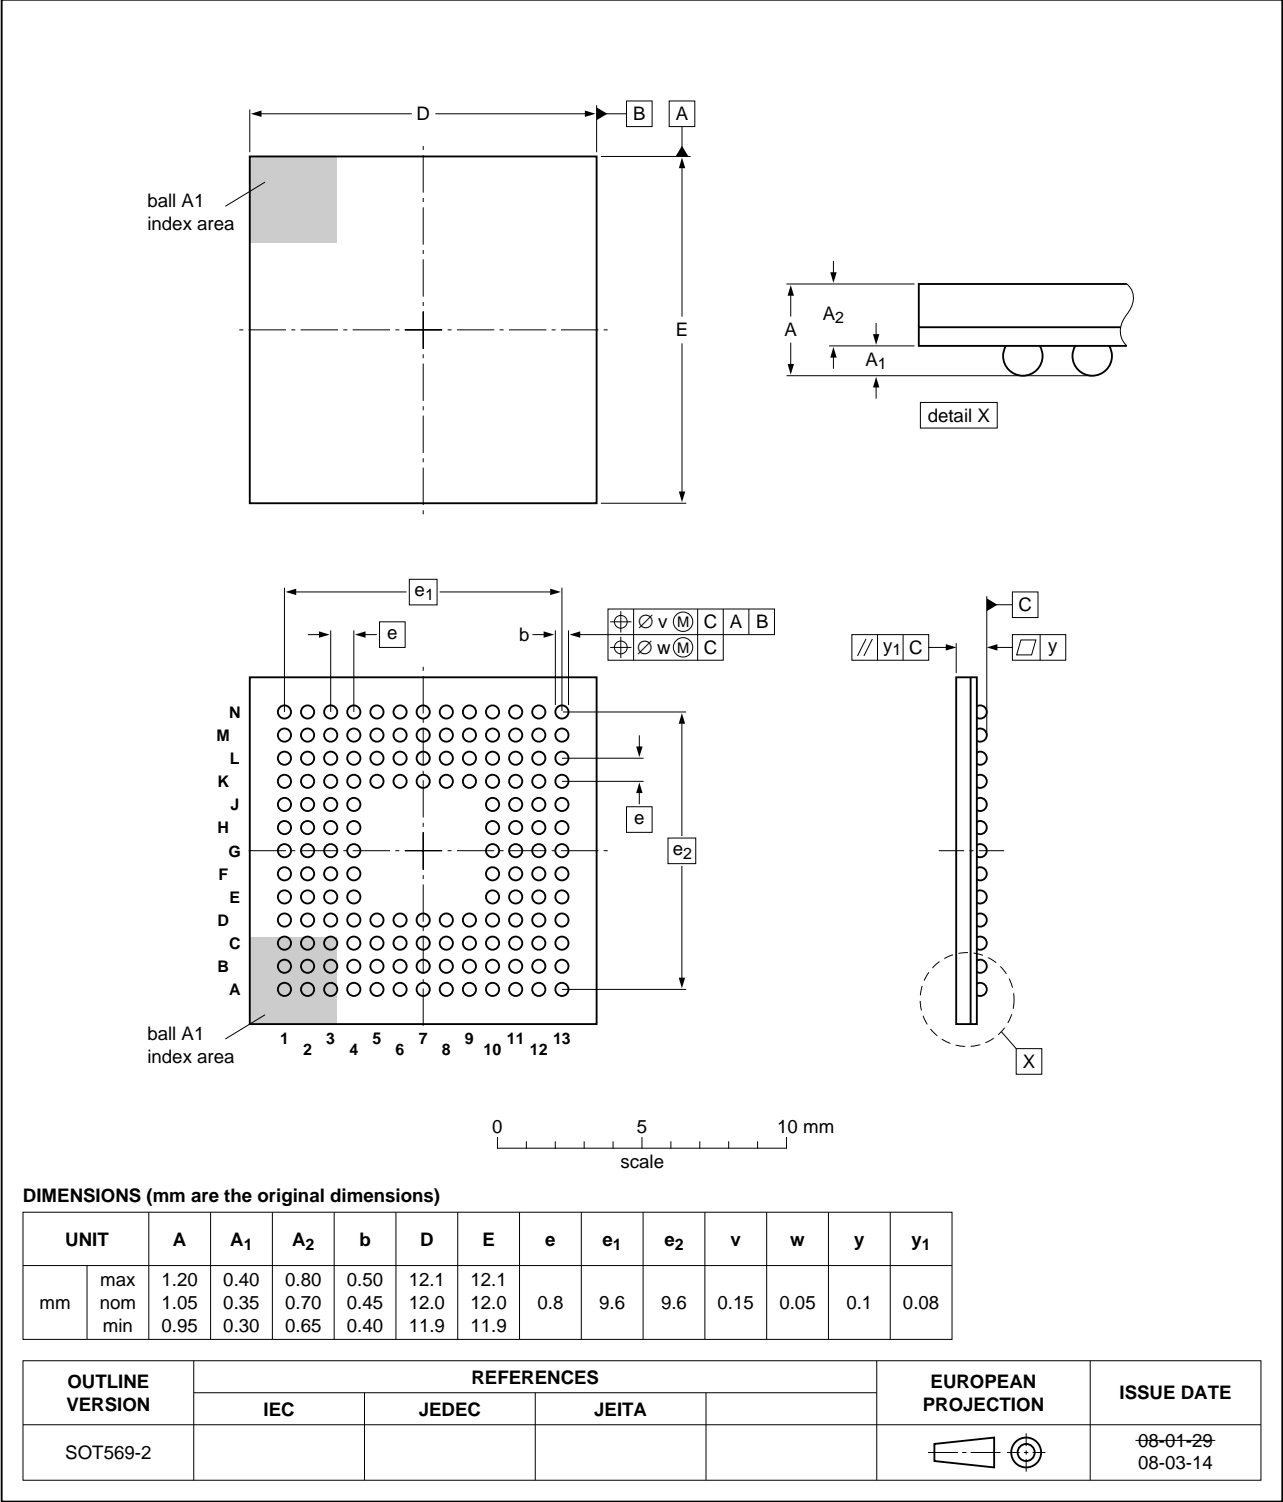 D
B
A
ball A1
index area
E
A
A2
A1
detail X
e1
e
b
⌖ ∅ v Ⓜ C A B
⌖ ∅ w Ⓜ C
C
// y1 C
⏥ y
N
M
L
K
J
H
G
F
E
D
C
B
A
e
e2
ball A1
index area
1 2 3 4 5 6 7 8 9 10 11 12 13
X
0 5 10 mm
scale
DIMENSIONS (mm are the original dimensions)
UNIT A A1 A2 b D E e e1 e2 v w y y1
mm
max 1.20 0.40 0.80 0.50 12.1 12.1
nom 1.05 0.35 0.70 0.45 12.0 12.0 0.8 9.6 9.6 0.15 0.05 0.1 0.08
min 0.95 0.30 0.65 0.40 11.9 11.9
OUTLINE VERSION
REFERENCES
EUROPEAN PROJECTION
ISSUE DATE
IEC JEDEC JEITA
SOT569-2
08-01-29
08-03-14